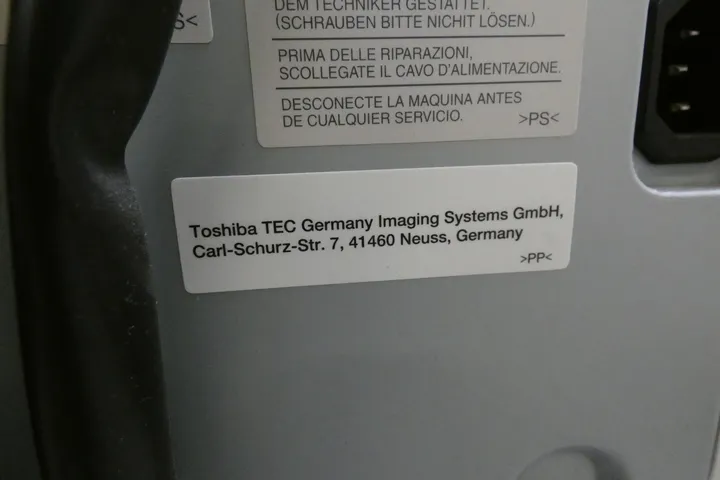 DEM TECHNIKER GESTATTET.
(SCHRAUBEN BITTE NICHIT LÖSEN.)
PRIMA DELLE RIPARAZIONI,
SCOLLEGATE IL CAVO D'ALIMENTAZIONE.
DESCONECTE LA MAQUINA ANTES
DE CUALQUIER SERVICIO. >PS<
S<
Toshiba TEC Germany Imaging Systems GmbH,
Carl-Schurz-Str. 7, 41460 Neuss, Germany
>PP<